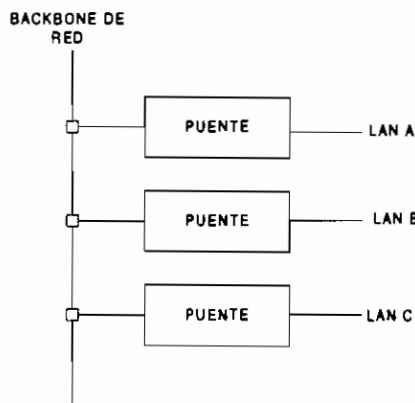 BACKBONE DE
RED
PUENTE
LAN A
PUENTE
LAN B
PUENTE
LAN C